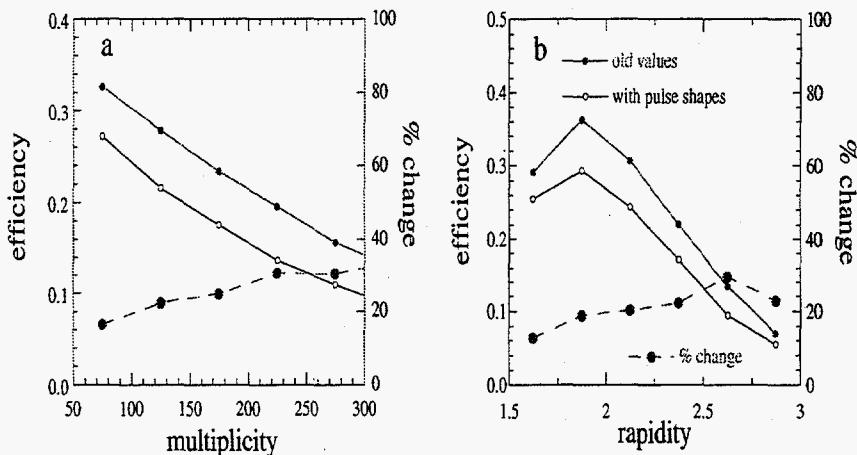 a
0.4
0.3
0.2
0.1
0.0
efficiency
50 100 150 200 250 300
multiplicity
100
80
60
40
20
0
% change
b
old values
with pulse shapes
% change
0.5
0.4
0.3
0.2
0.1
0.0
efficiency
1.5 2 2.5 3
rapidity
100
80
60
40
20
0
% change